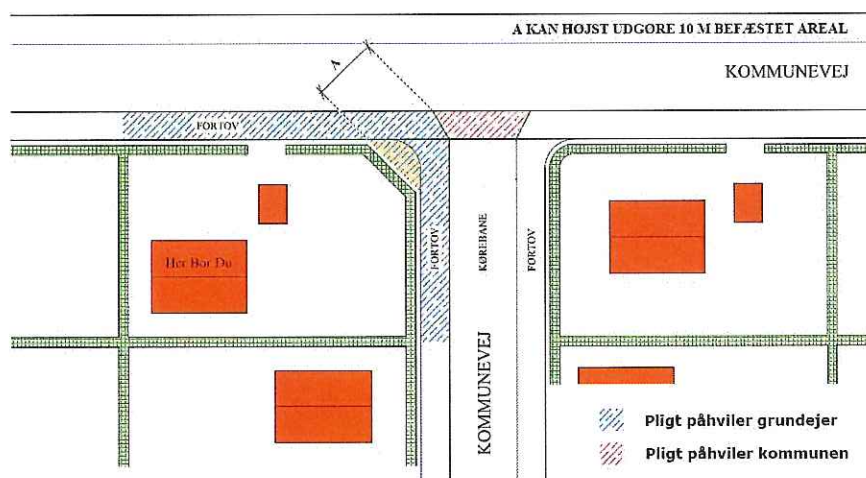 A KAN HØJST UDGØRE 10 M BEFÆSTET AREAL
KOMMUNEVEJ
A
FORTOV
Her Bor Du
FORTOV
KØREBANE
FORTOV
KOMMUNEVEJ
Pligt påhviler grundejer
Pligt påhviler kommunen